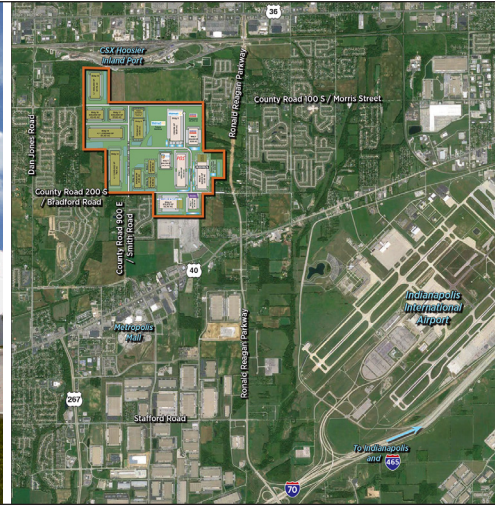 36
CSX Hoosier
Inland Port
Ronald Reagan Parkway
County Road 100 S / Morris Street
Dan Jones Road
County Road 200 S
/ Bradford Road
County Road 900 E
/ Smith Road
40
Indianapolis
International
Airport
Metropolis
Mall
Ronald Reagan Parkway
267
Stafford Road
To Indianapolis
and 465
70